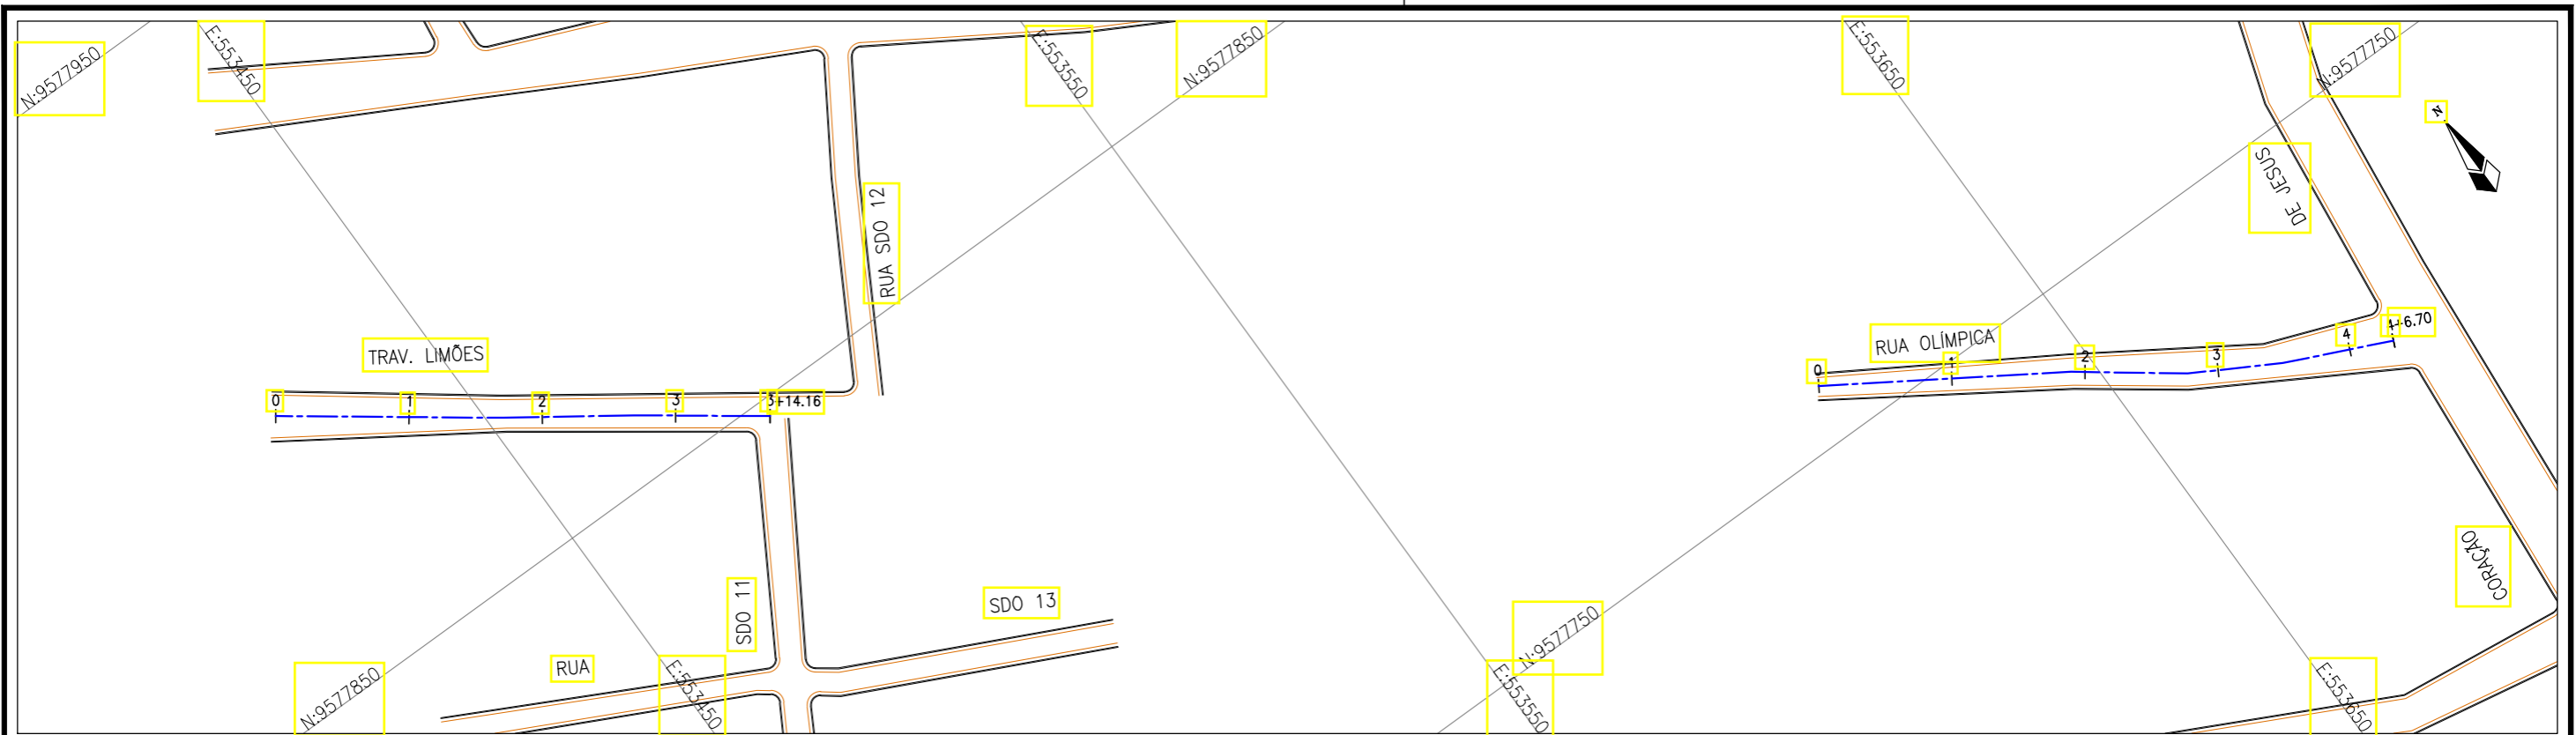 N:9577950
E:553450
E:553550
N:9577850
E:553650
N:9577750
N
DE JESUS
RUA SDO 12
TRAV. LIMÕES
RUA OLÍMPICA
0
1
2
3
4
4+6.70
0
1
2
3
3+14.16
CORAÇÃO
SDO 11
SDO 13
RUA
N:9577850
E:553450
N:9577750
E:553550
E:553650